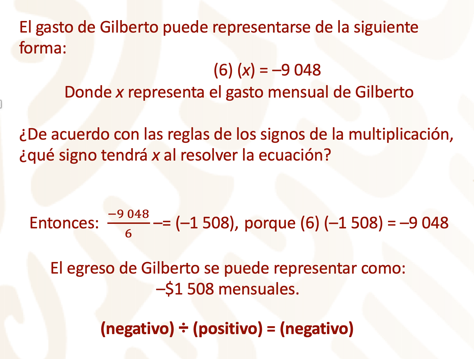 El gasto de Gilberto puede representarse de la siguiente
forma:
(6) (x) = –9 048
Donde x representa el gasto mensual de Gilberto
¿De acuerdo con las reglas de los signos de la multiplicación,
¿qué signo tendrá x al resolver la ecuación?
Entonces: −9 048/6 –= (–1 508), porque (6) (–1 508) = –9 048
El egreso de Gilberto se puede representar como:
–$1 508 mensuales.
(negativo) ÷ (positivo) = (negativo)